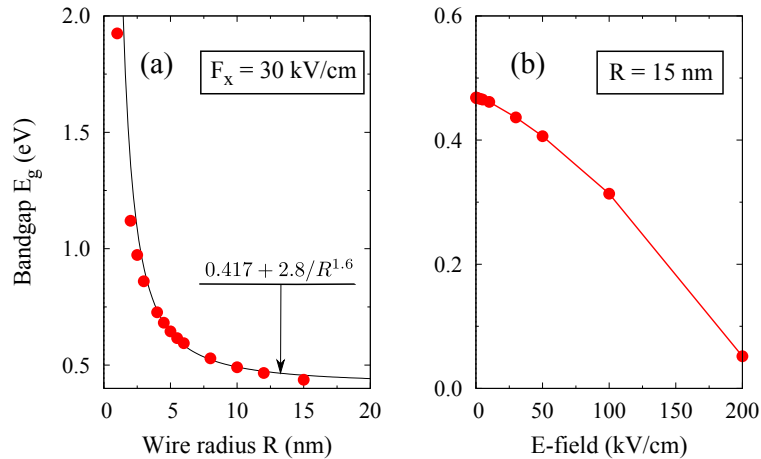 Bandgap E_g (eV)
2.0
1.5
1.0
0.5
(a)
F_x = 30 kV/cm
0.417 + 2.8/R^{1.6}
0 5 10 15 20
Wire radius R (nm)
0.6
0.4
0.2
0.0
(b)
R = 15 nm
0 50 100 150 200
E-field (kV/cm)